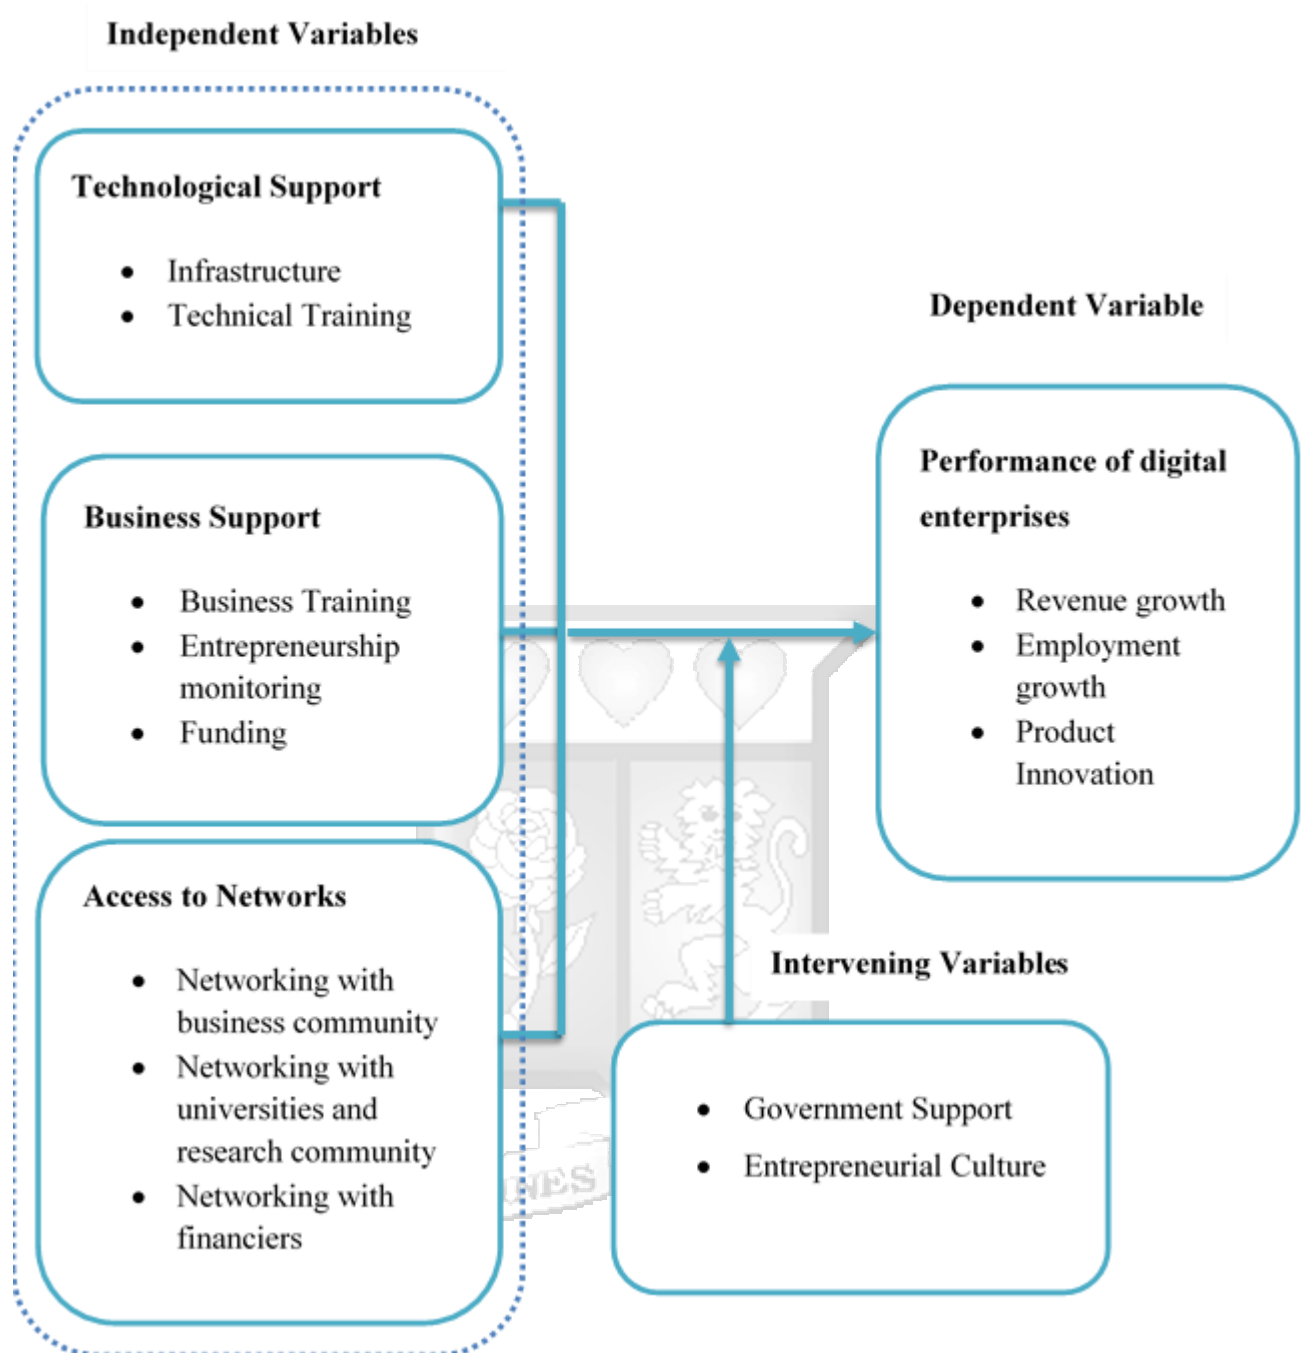 Independent Variables
Technological Support
• Infrastructure
• Technical Training
Business Support
• Business Training
• Entrepreneurship
monitoring
• Funding
Access to Networks
• Networking with
business community
• Networking with
universities and
research community
• Networking with
financiers
Dependent Variable
Performance of digital
enterprises
• Revenue growth
• Employment
growth
• Product
Innovation
Intervening Variables
• Government Support
• Entrepreneurial Culture